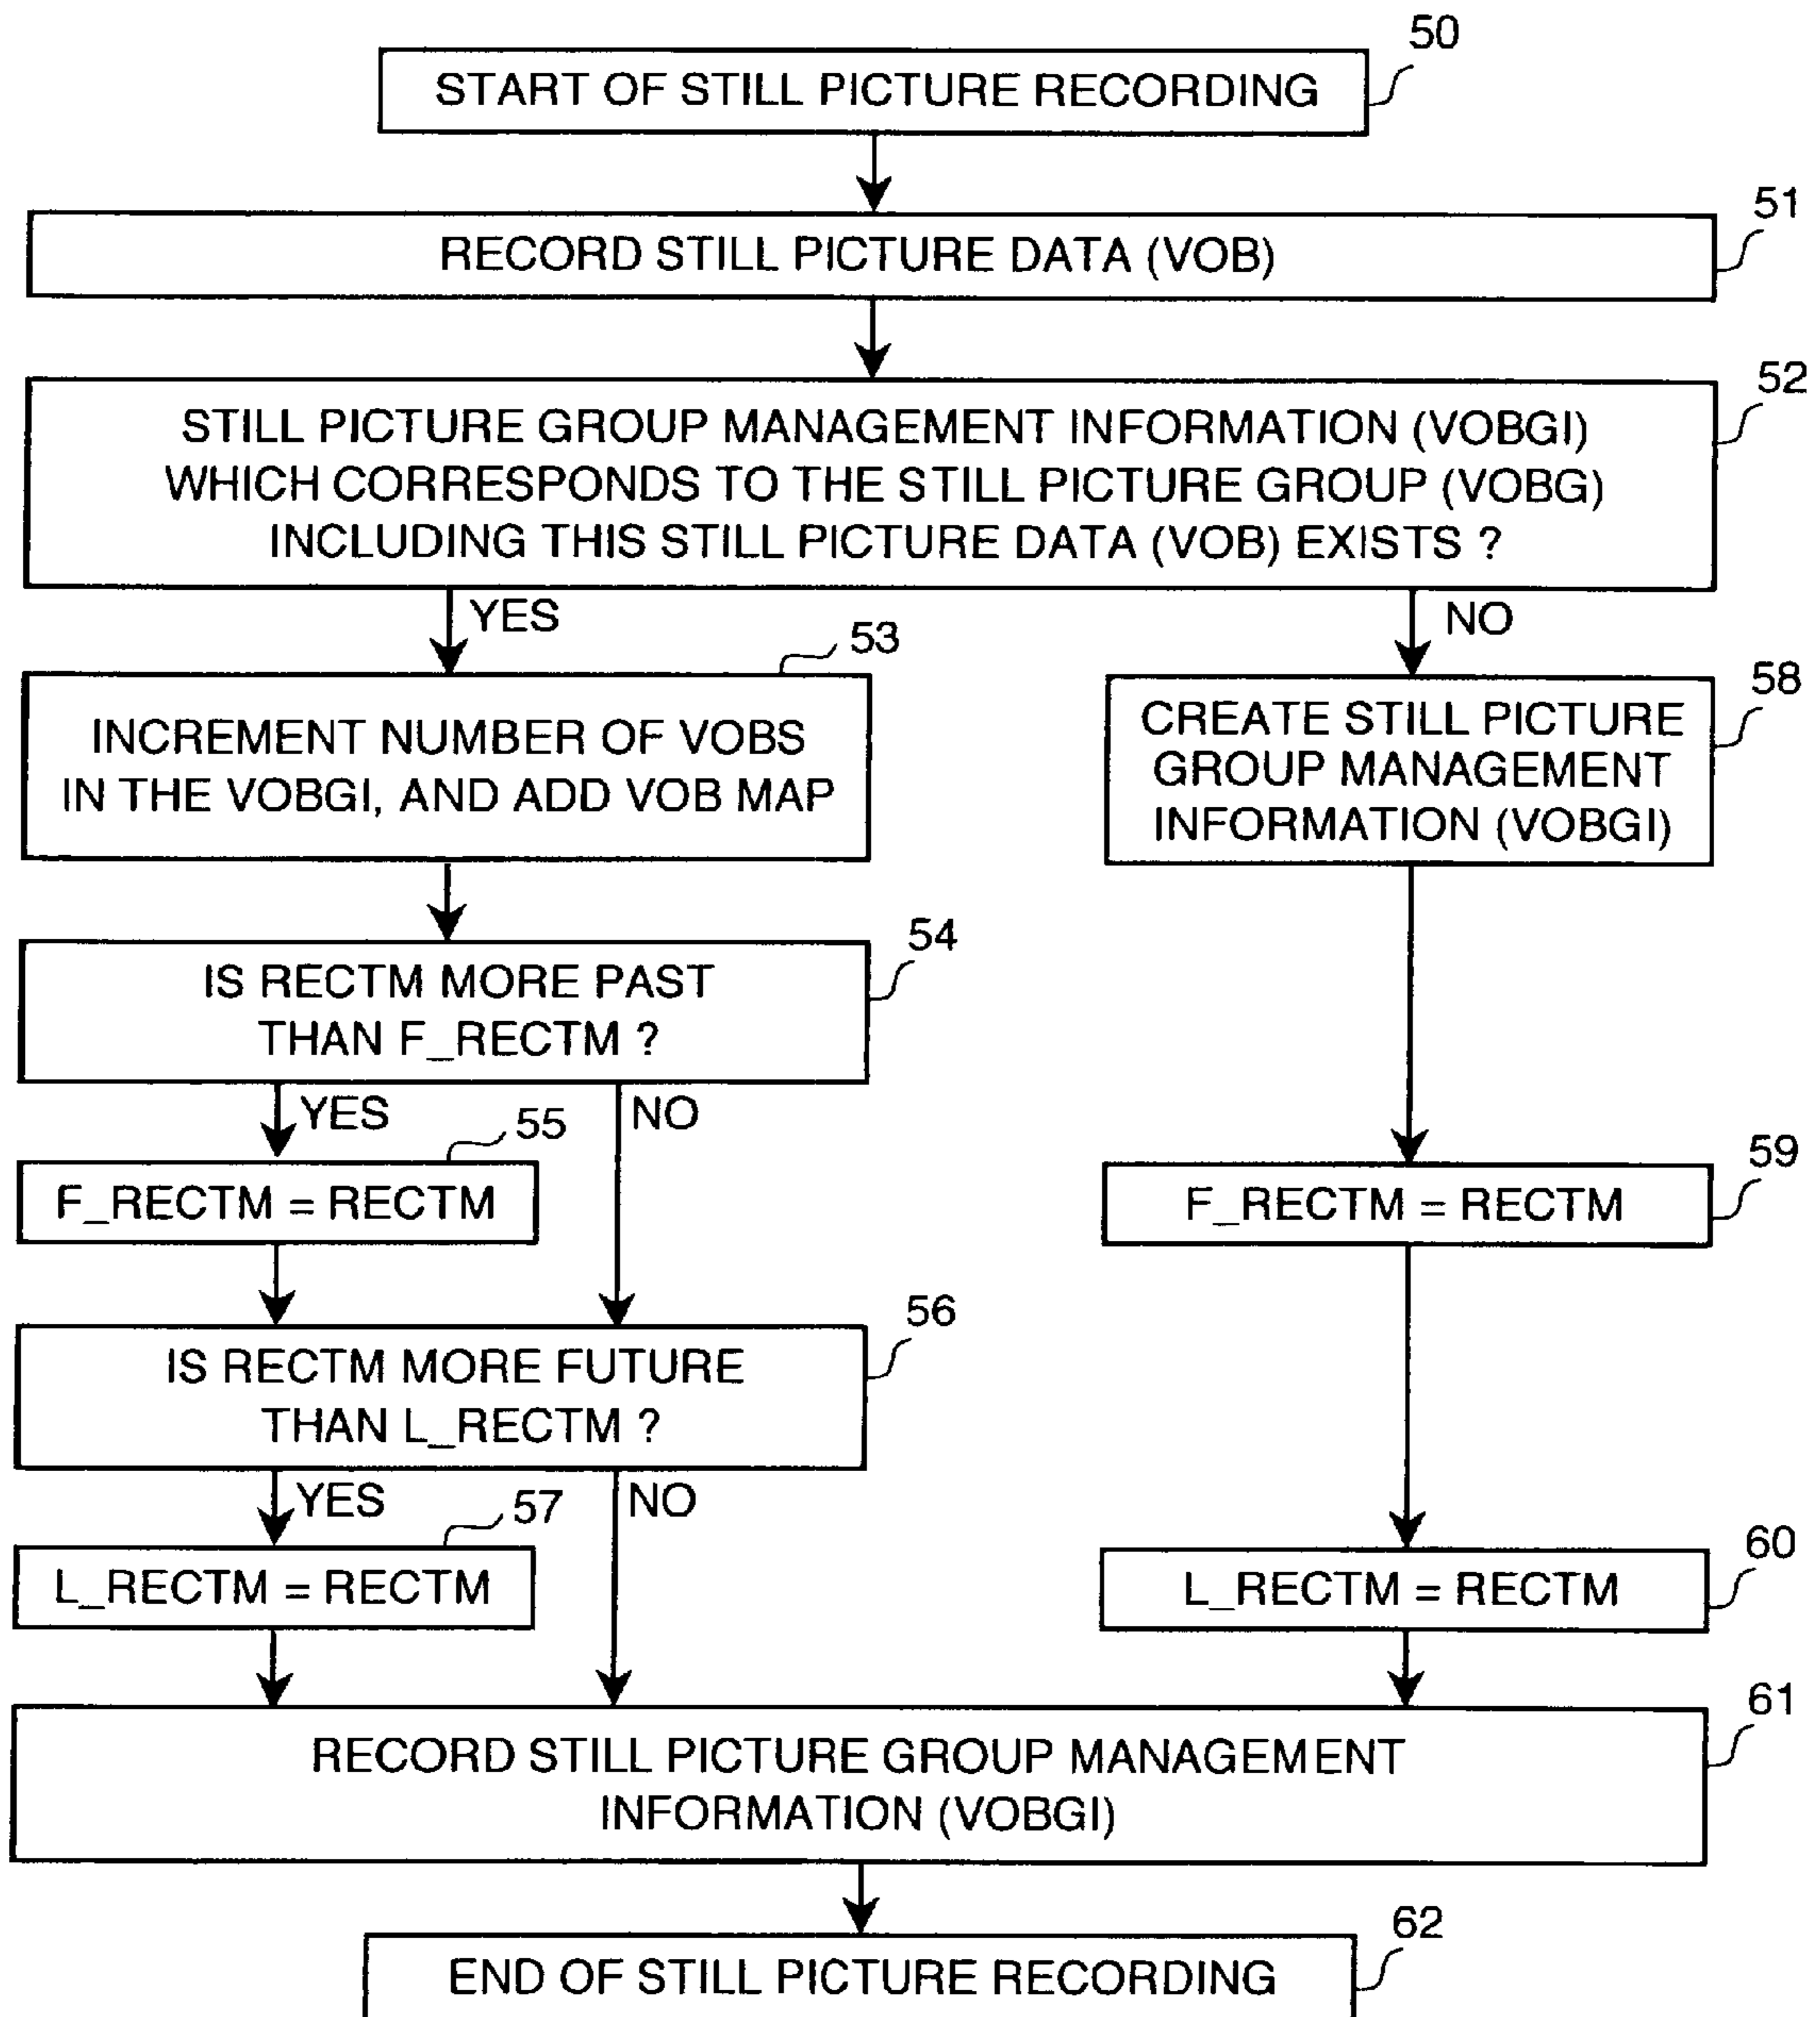 50
START OF STILL PICTURE RECORDING
51
RECORD STILL PICTURE DATA (VOB)
52
STILL PICTURE GROUP MANAGEMENT INFORMATION (VOBGI)
WHICH CORRESPONDS TO THE STILL PICTURE GROUP (VOBG)
INCLUDING THIS STILL PICTURE DATA (VOB) EXISTS ?
YES
NO
53
INCREMENT NUMBER OF VOBS
IN THE VOBGI, AND ADD VOB MAP
58
CREATE STILL PICTURE
GROUP MANAGEMENT
INFORMATION (VOBGI)
54
IS RECTM MORE PAST
THAN F_RECTM ?
YES
NO
55
F_RECTM = RECTM
59
F_RECTM = RECTM
56
IS RECTM MORE FUTURE
THAN L_RECTM ?
YES
NO
57
L_RECTM = RECTM
60
L_RECTM = RECTM
61
RECORD STILL PICTURE GROUP MANAGEMENT
INFORMATION (VOBGI)
62
END OF STILL PICTURE RECORDING